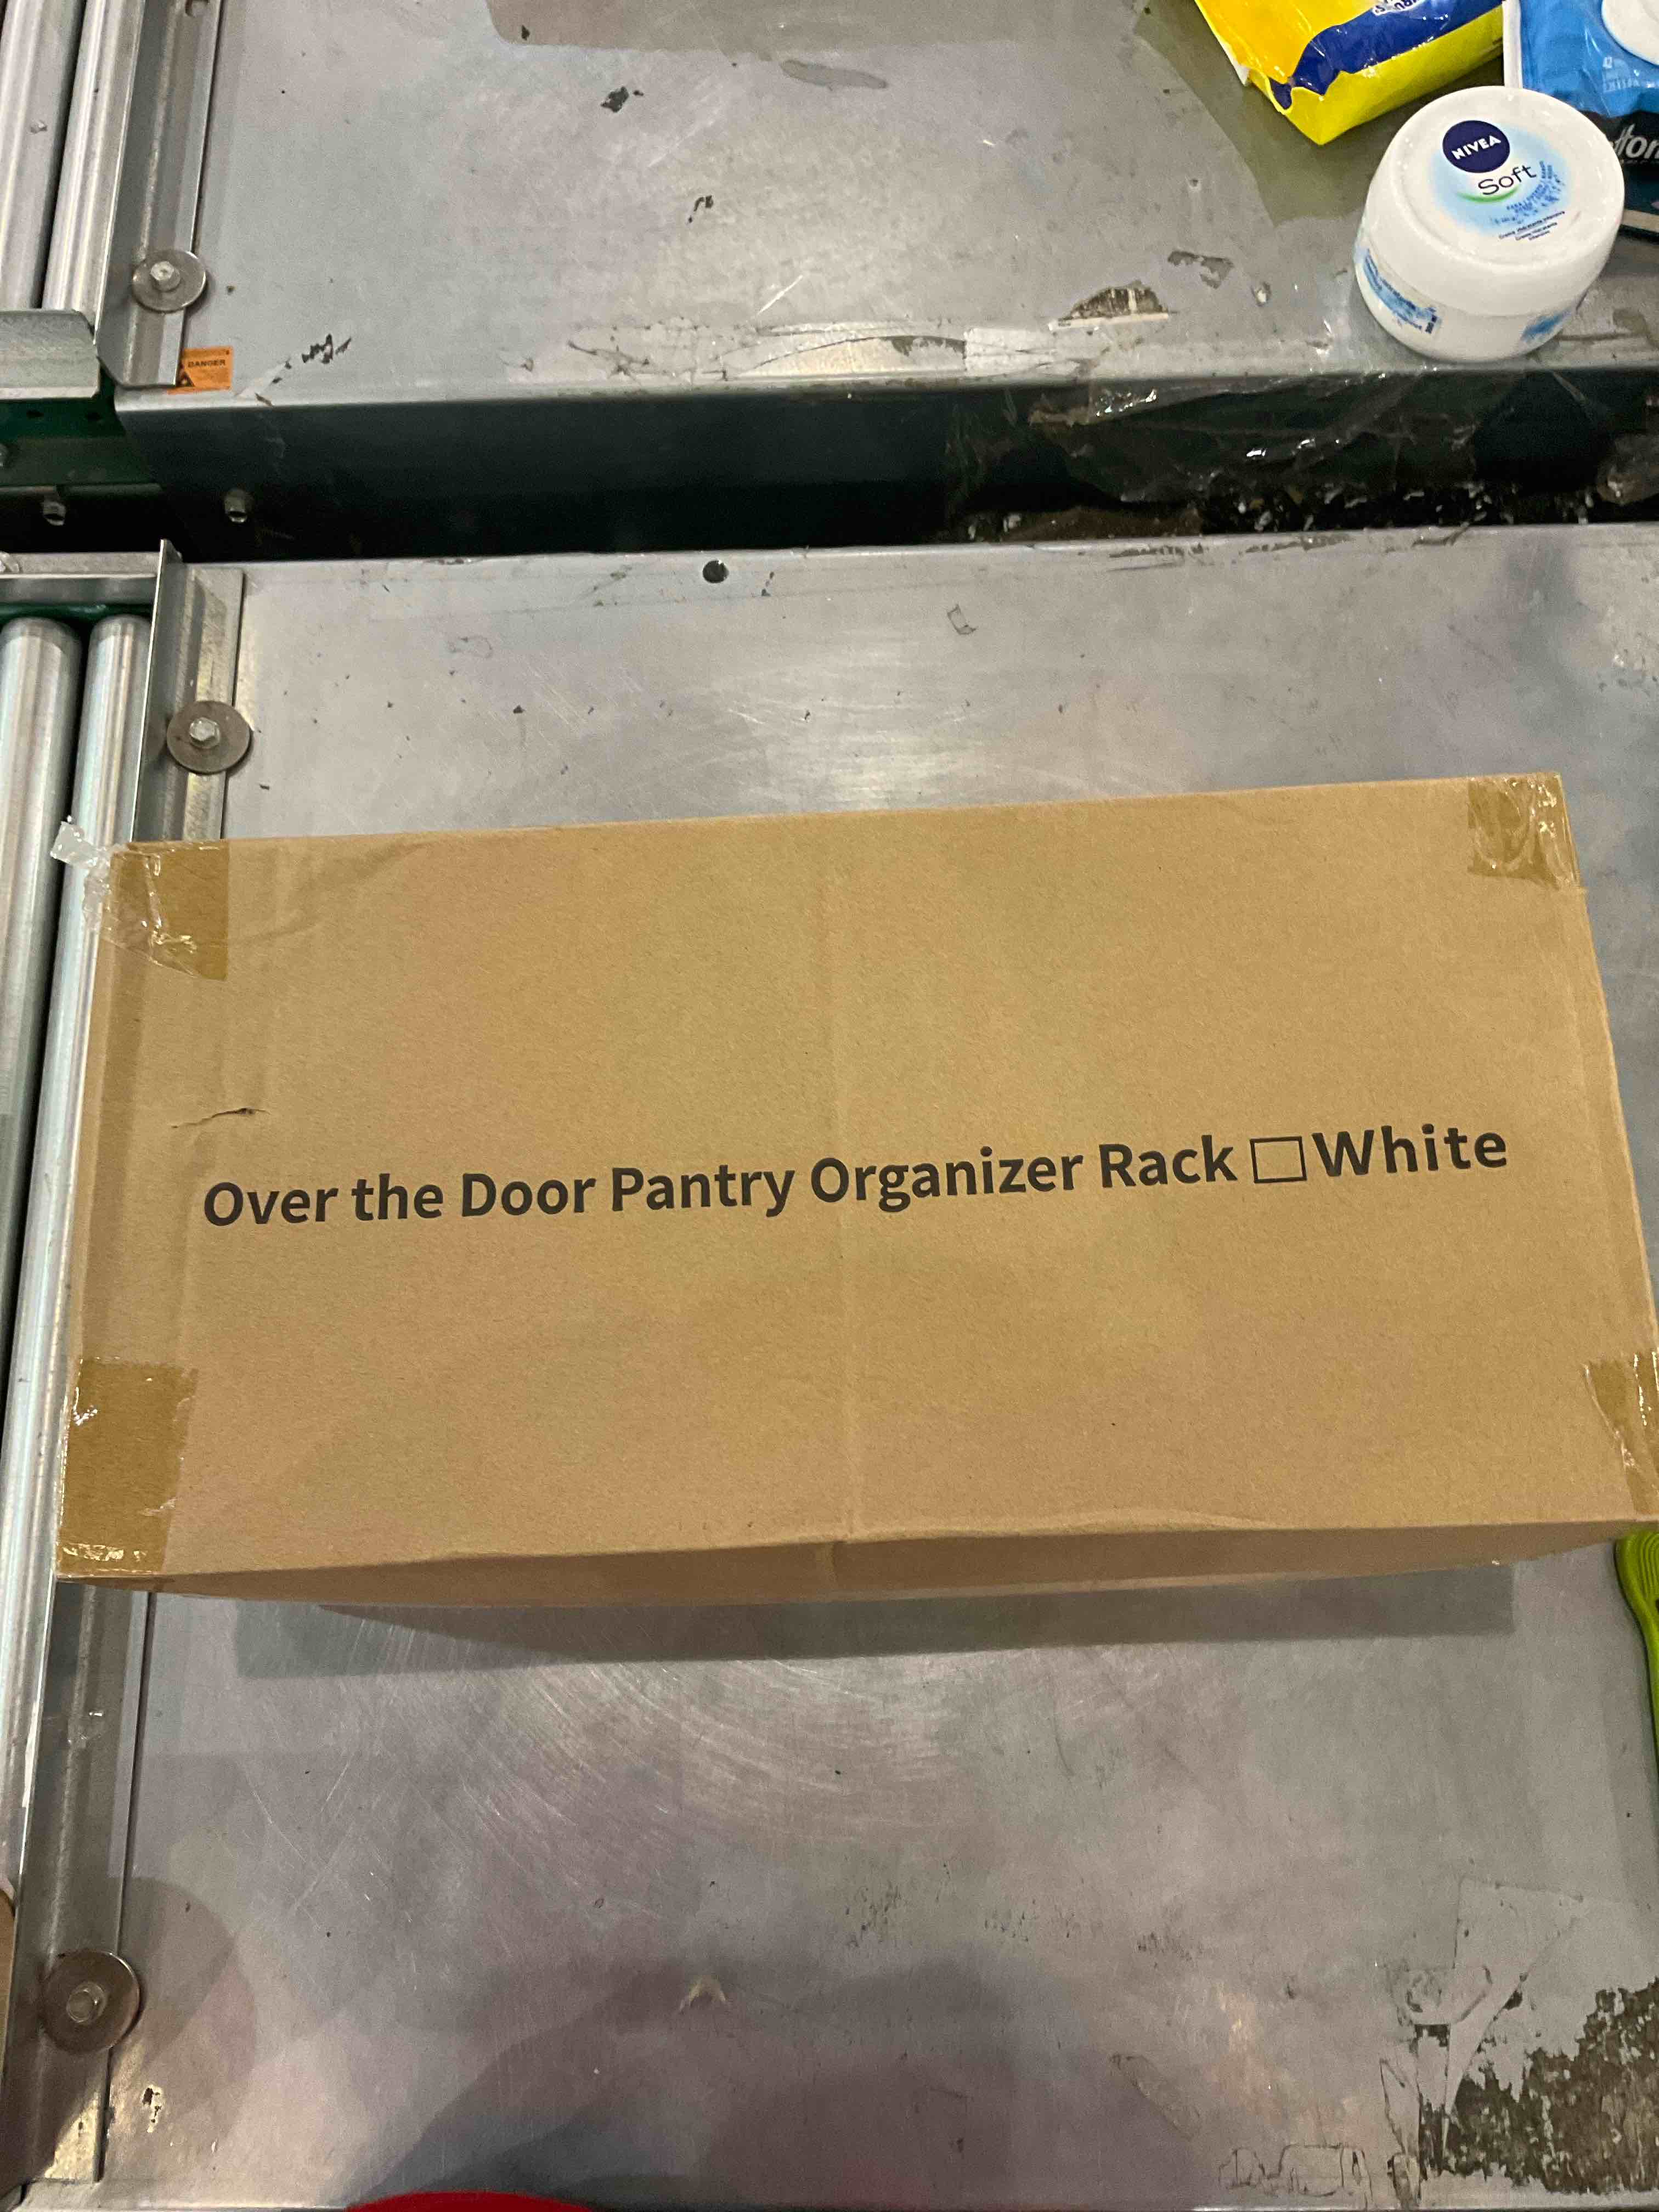 NIVEA
Soft
DANGER
Over the Door Pantry Organizer Rack □White